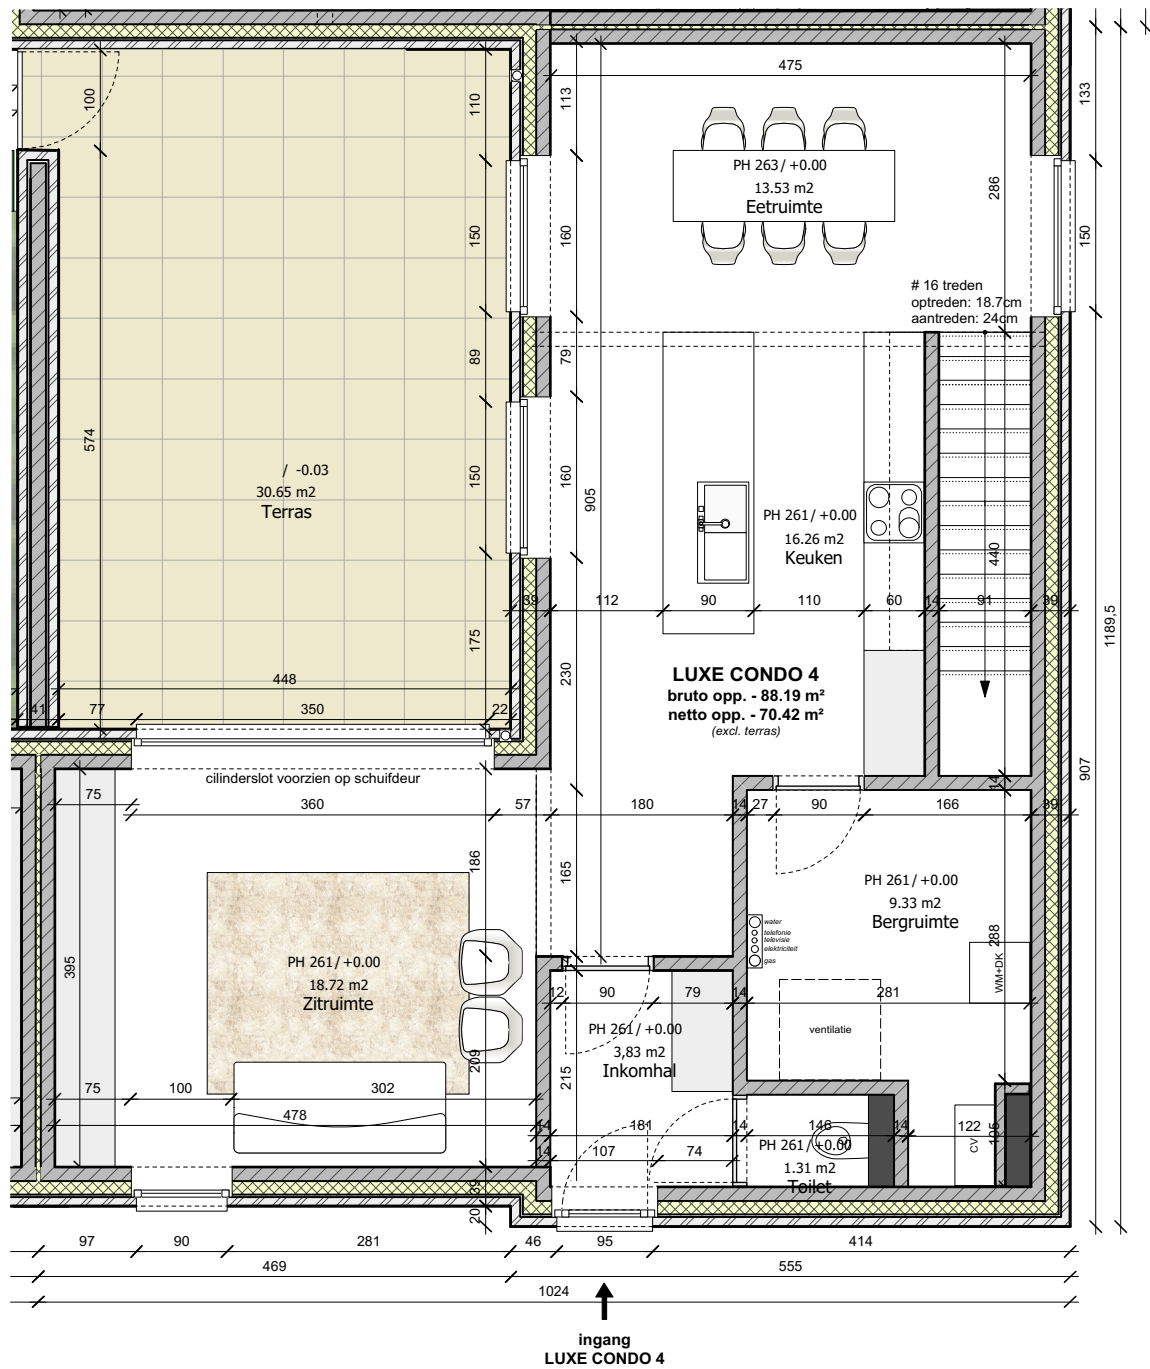 475
100
110
113
133
PH 263/ +0.00
13.53 m2
Eetruimte
286
150
160
150
# 16 treden
optreden: 18.7cm
aantreden: 24cm
89
79
574
/ -0.03
30.65 m2
Terras
150
160
905
PH 261/ +0.00
16.26 m2
Keuken
440
39
112
90
110
60
14
91
39
1189,5
175
230
LUXE CONDO 4
bruto opp. - 88.19 m²
netto opp. - 70.42 m²
(excl. terras)
448
41
77
350
22
cilinderslot voorzien op schuifdeur
14
907
75
360
57
180
14
27
90
166
39
186
165
PH 261/ +0.00
9.33 m2
Bergruimte
water
telefonie
televisie
elektriciteit
gas
288
395
PH 261/ +0.00
18.72 m2
Zitruimte
WM+DK
12
90
79
14
281
PH 261/ +0.00
3,83 m2
Inkomhal
ventilatie
209
215
75
100
302
478
14
181
14
146
14
122
105
CV
PH 261/ +0.00
1.31 m2
Toilet
14
107
74
39
20
97
90
281
46
95
414
469
555
1024
ingang
LUXE CONDO 4